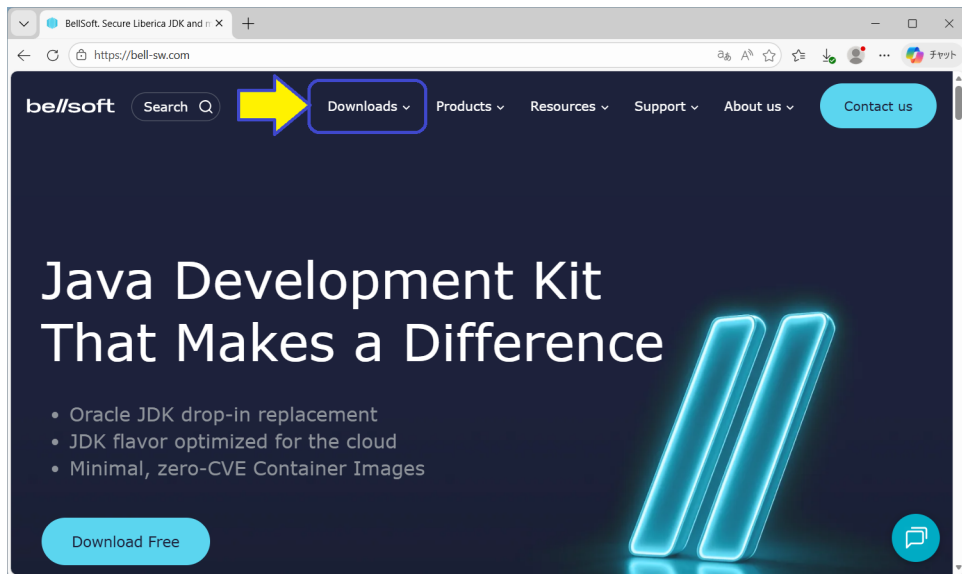 BellSoft. Secure Liberica JDK and m
https://bell-sw.com
チャット
bellsoft
Search
Downloads
Products
Resources
Support
About us
Contact us
Java Development Kit
That Makes a Difference
Oracle JDK drop-in replacement
JDK flavor optimized for the cloud
Minimal, zero-CVE Container Images
Download Free